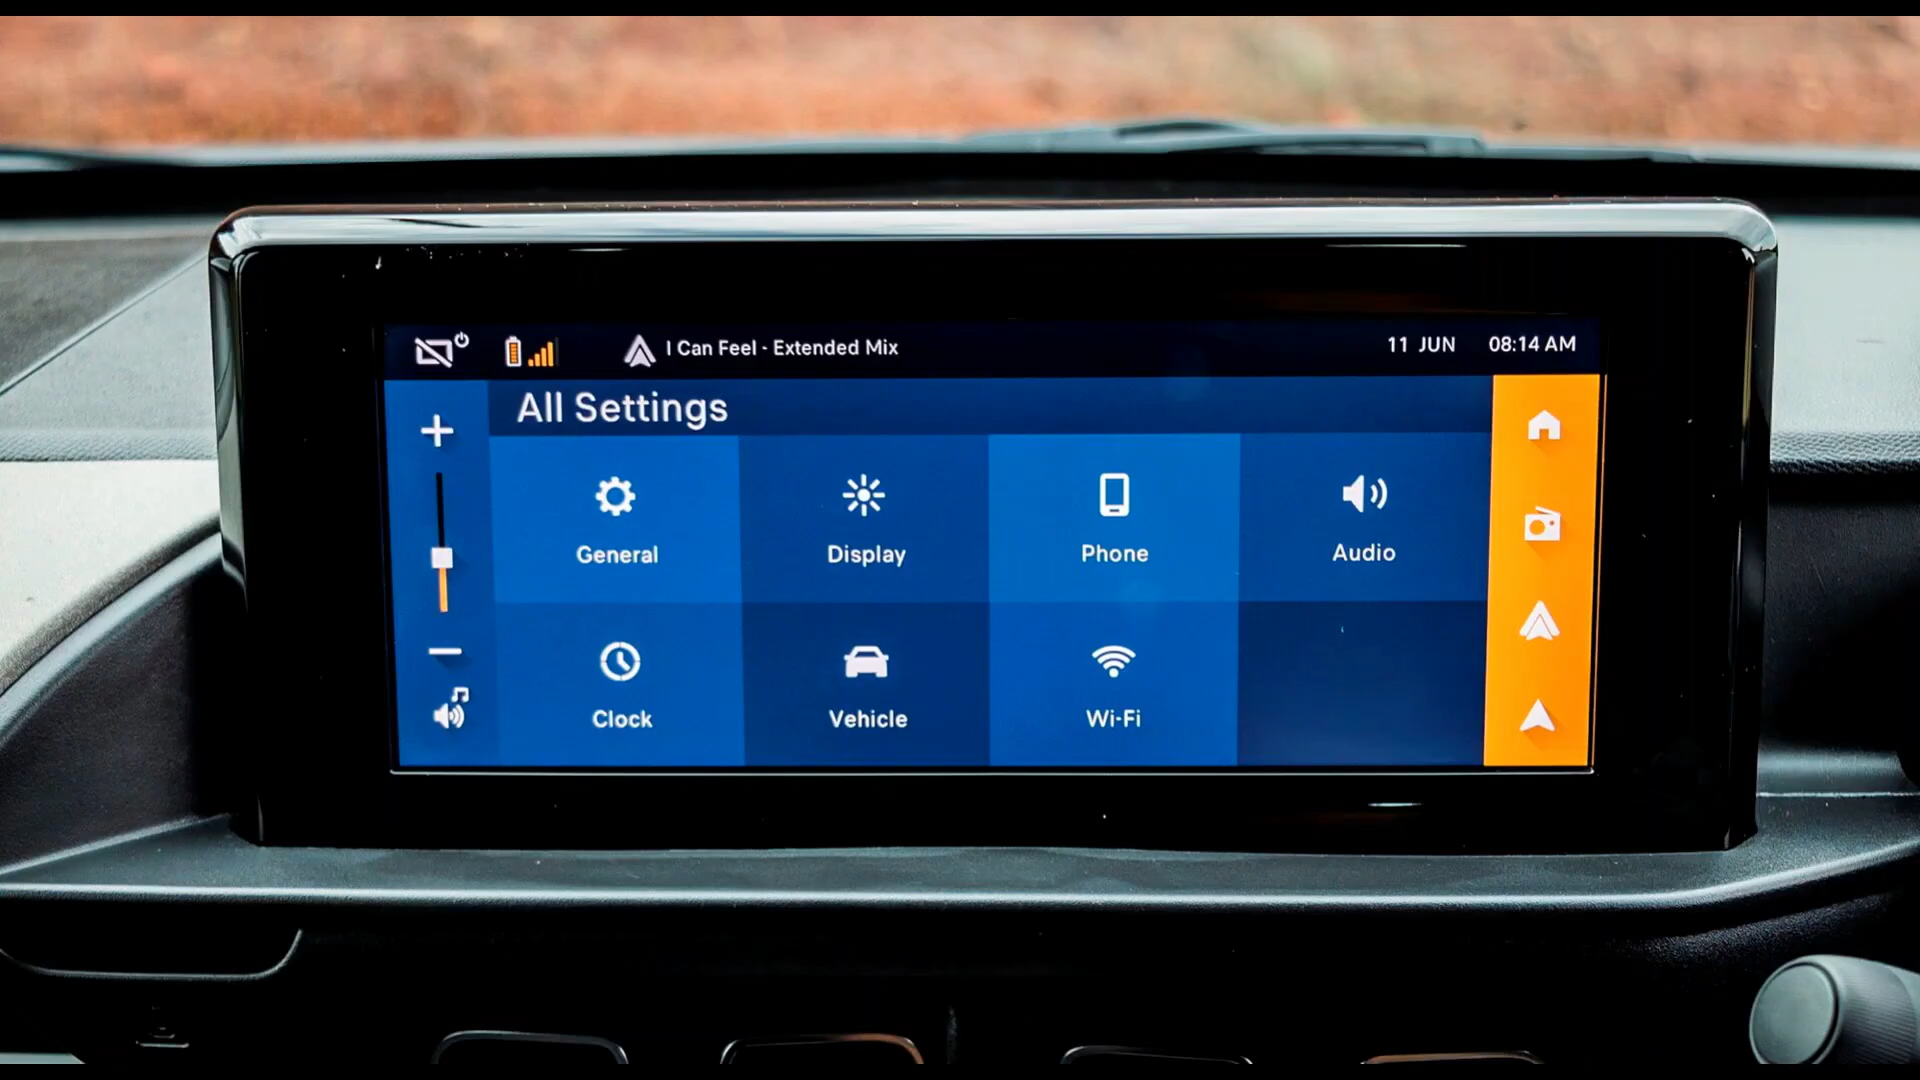 I Can Feel - Extended Mix
11 JUN 08:14 AM
All Settings
General Display Phone Audio
Clock Vehicle Wi-Fi